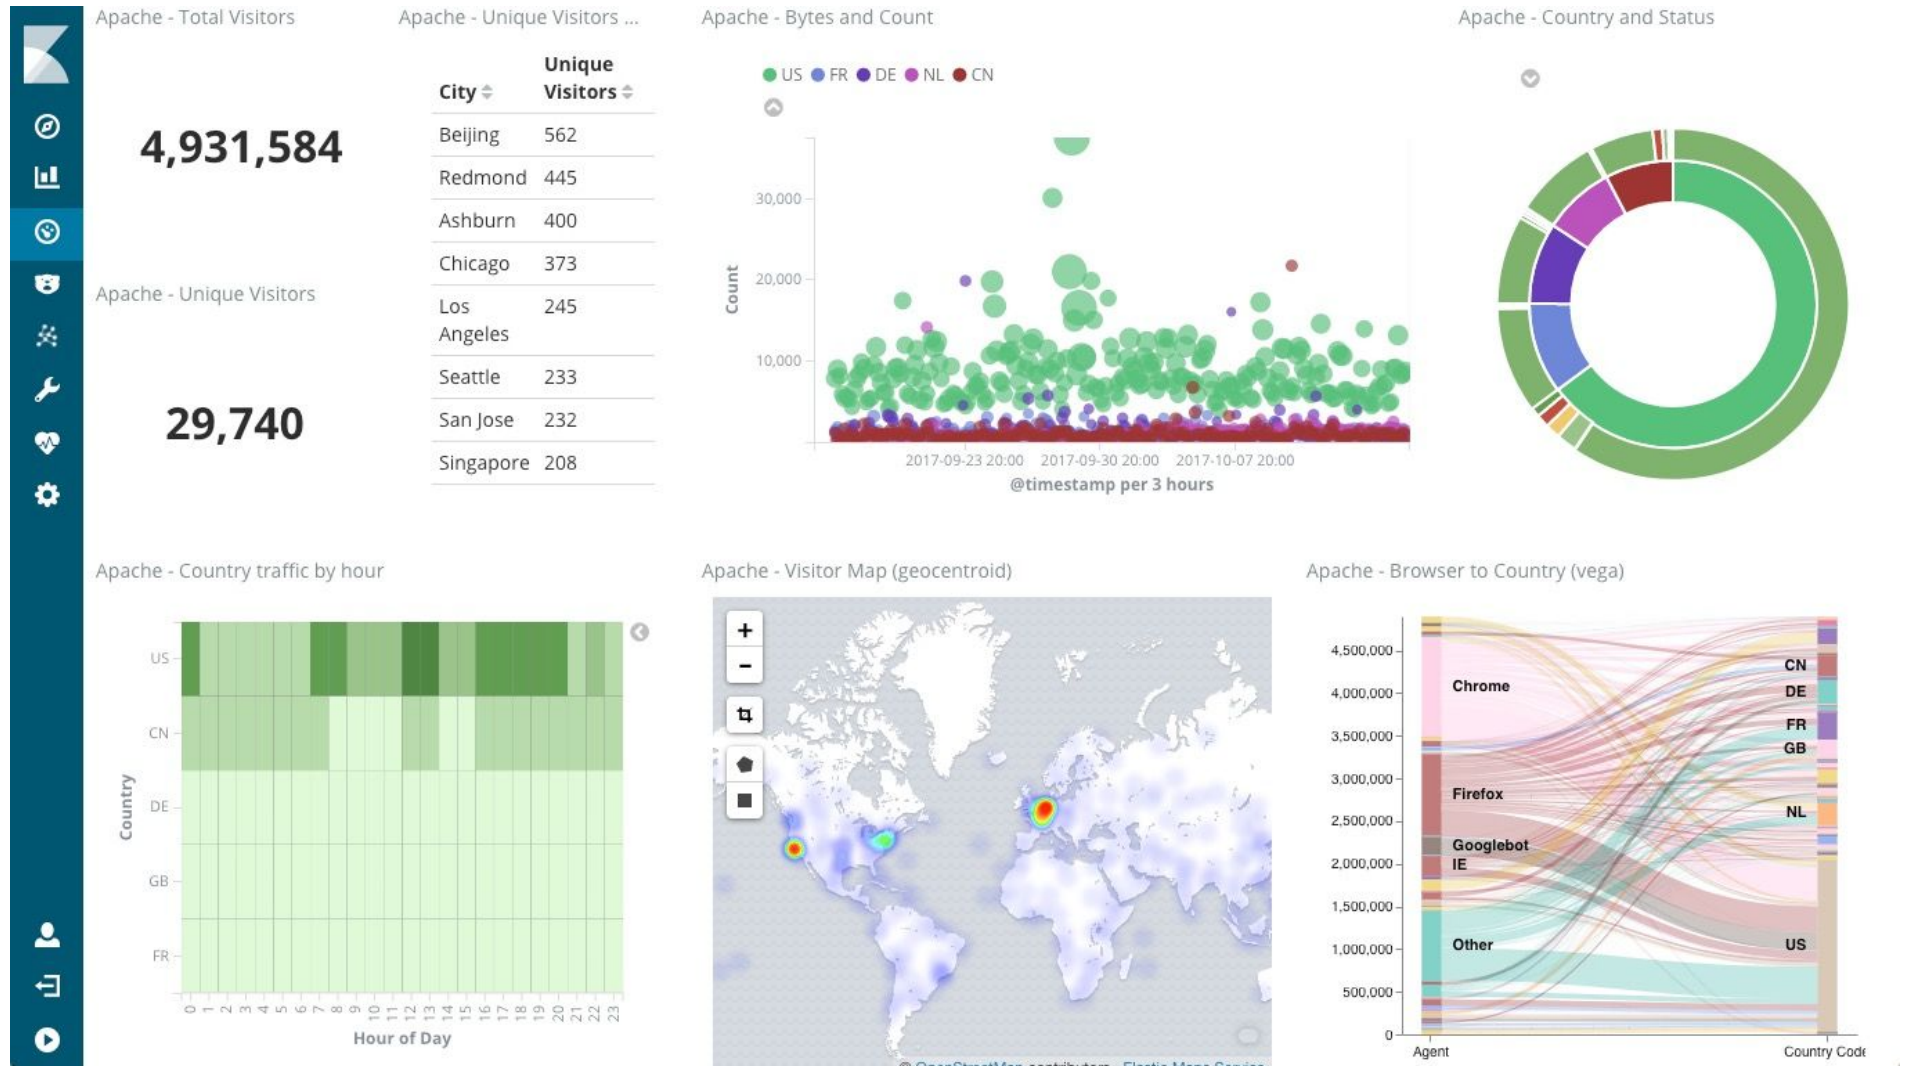 Apache - Total Visitors
4,931,584
Apache - Unique Visitors
29,740
Apache - Unique Visitors ...
City Unique Visitors
Beijing 562
Redmond 445
Ashburn 400
Chicago 373
Los Angeles 245
Seattle 233
San Jose 232
Singapore 208
Apache - Bytes and Count
US FR DE NL CN
Count
30,000
20,000
10,000
2017-09-23 20:00 2017-09-30 20:00 2017-10-07 20:00
@timestamp per 3 hours
Apache - Country and Status
Apache - Country traffic by hour
Country
US
CN
DE
GB
FR
0 1 2 3 4 5 6 7 8 9 10 11 12 13 14 15 16 17 18 19 20 21 22 23
Hour of Day
Apache - Visitor Map (geocentroid)
+
−
© OpenStreetMap contributors, Elastic Maps Service
Apache - Browser to Country (vega)
4,500,000
4,000,000
3,500,000
3,000,000
2,500,000
2,000,000
1,500,000
1,000,000
500,000
0
Chrome
Firefox
Googlebot
IE
Other
CN
DE
FR
GB
NL
US
Agent
Country Code